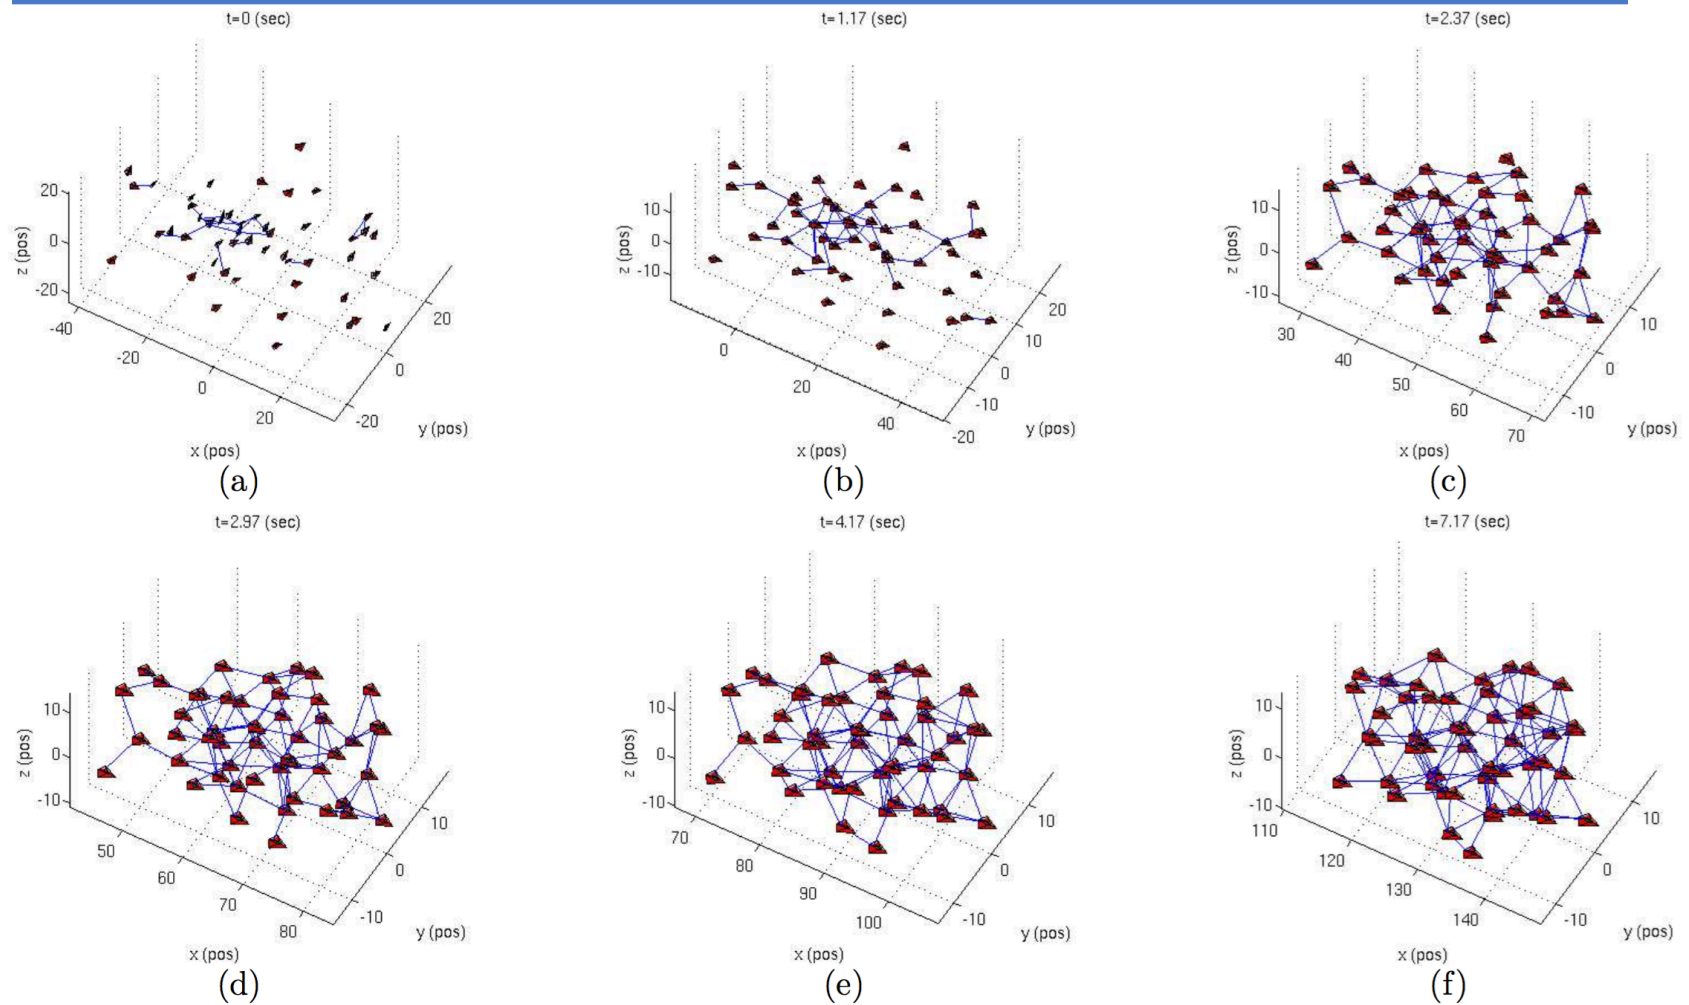 t=0 (sec)
t=1.17 (sec)
t=2.37 (sec)
20
0
-20
z (pos)
-40
-20
0
20
x (pos)
-20
0
20
y (pos)
(a)
10
0
-10
z (pos)
0
20
40
x (pos)
-20
-10
0
10
20
y (pos)
(b)
10
0
-10
z (pos)
30
40
50
60
70
x (pos)
-10
0
10
y (pos)
(c)
t=2.97 (sec)
t=4.17 (sec)
t=7.17 (sec)
10
0
-10
z (pos)
50
60
70
80
x (pos)
-10
0
10
y (pos)
(d)
10
0
-10
z (pos)
70
80
90
100
x (pos)
-10
0
10
y (pos)
(e)
10
0
-10
z (pos)
110
120
130
140
x (pos)
-10
0
10
y (pos)
(f)